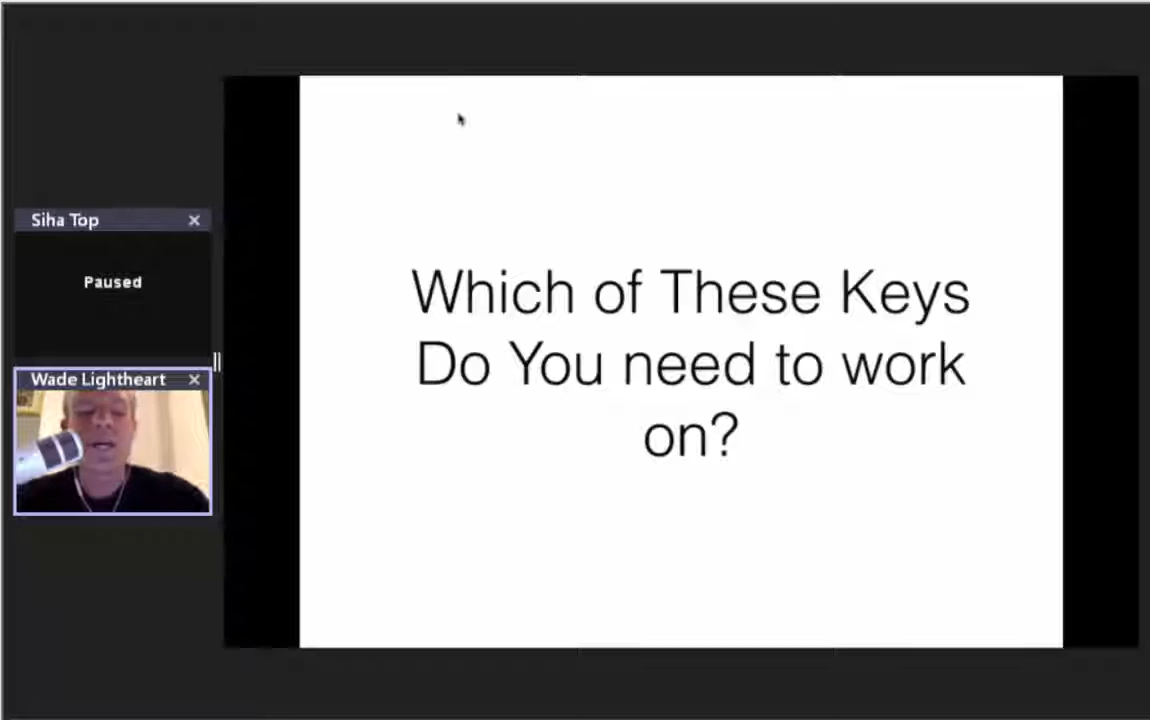 Siha Top
Paused
Wade Lightheart
Which of These Keys
Do You need to work
on?